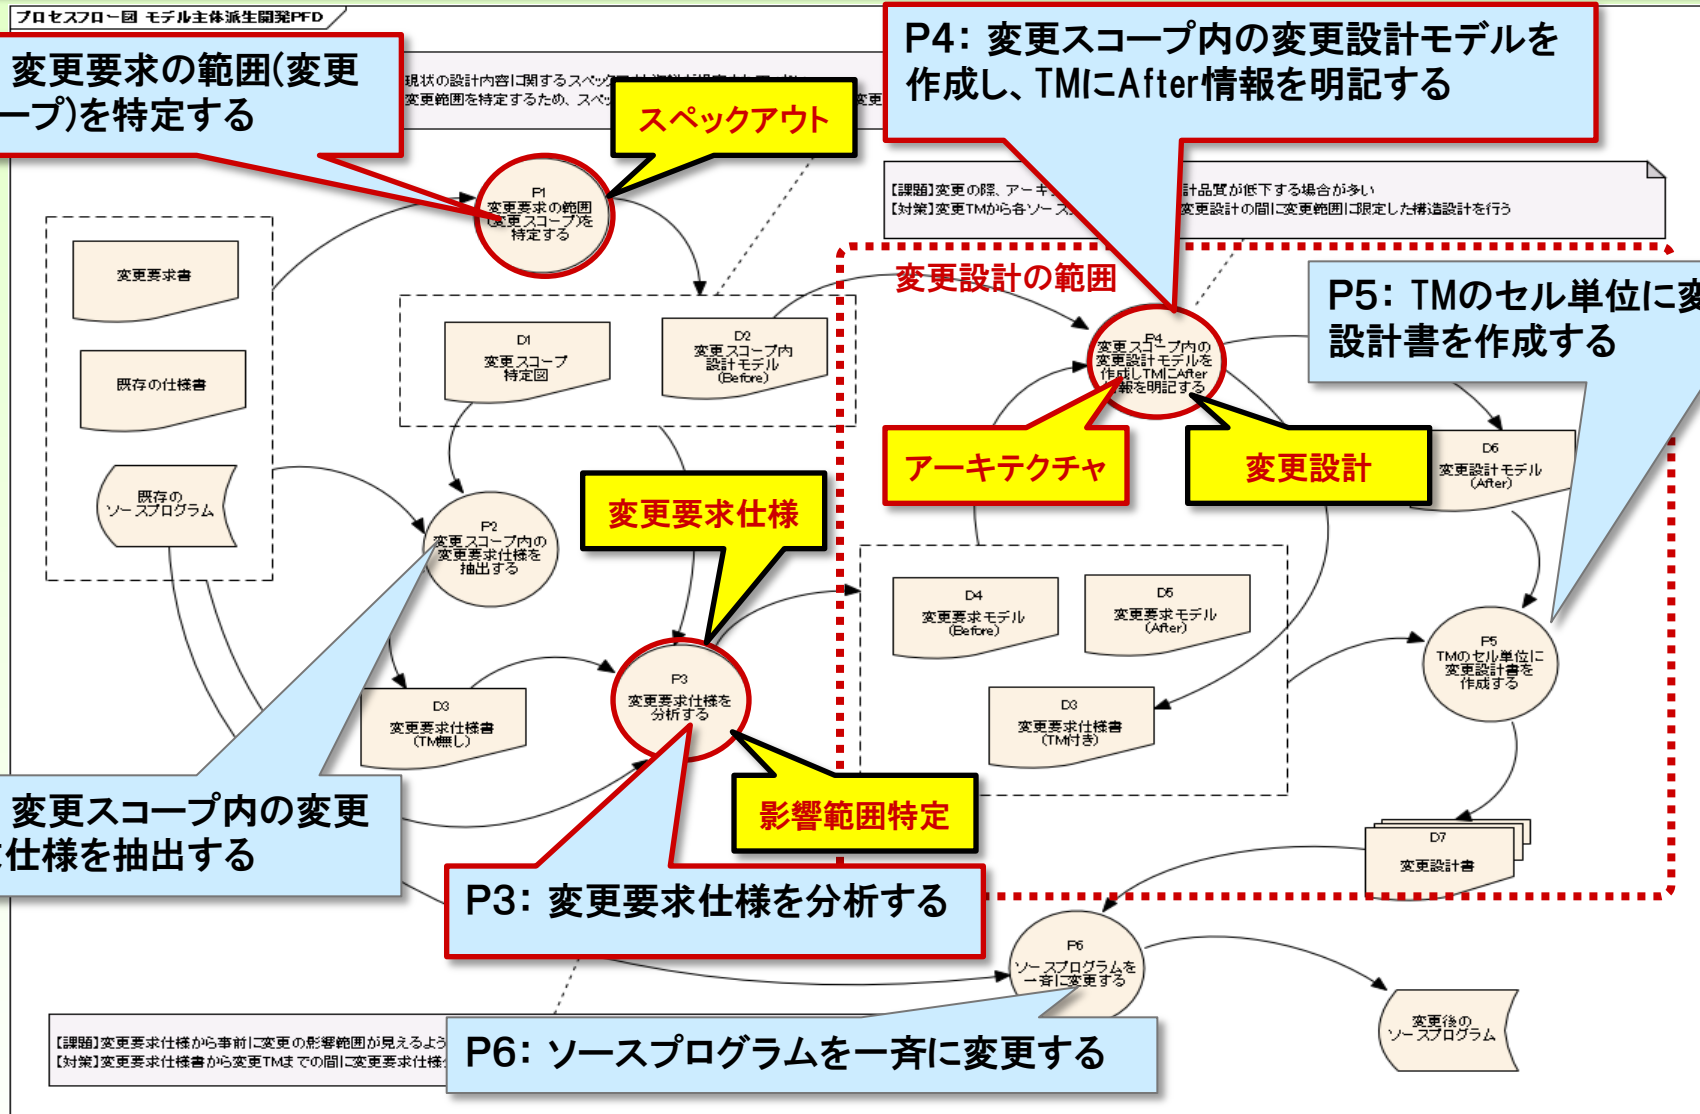 プロセスフロー図 モデル主体派生開発PFD
変更要求の範囲(変更
ープ)を特定する
現状の設計内容に関するスペッ
変更範囲を特定するため、スペ
変更
スペックアウト
P4：変更スコープ内の変更設計モデルを
作成し、TMにAfter情報を明記する
【課題】変更の際、アーキ
計品質が低下する場合が多い
【対策】変更TMから各ソース
変更設計の間に変更範囲に限定した構造設計を行う
P1
変更要求の範囲
(変更スコープ)を
特定する
変更要求書
既存の仕様書
既存の
ソースプログラム
D1
変更スコープ
特定図
D2
変更スコープ内
設計モデル
(Before)
変更設計の範囲
P4
変更スコープ内の
変更設計モデルを
作成しTMにAfter
情報を明記する
P5：TMのセル単位に変
設計書を作成する
アーキテクチャ
変更設計
D6
変更設計モデル
(After)
P2
変更スコープ内の
変更要求仕様を
抽出する
変更要求仕様
D4
変更要求モデル
(Before)
D5
変更要求モデル
(After)
P5
TMのセル単位に
変更設計書を
作成する
D3
変更要求仕様書
(TM無し)
P3
変更要求仕様を
分析する
D3
変更要求仕様書
(TM付き)
変更スコープ内の変更
仕様を抽出する
影響範囲特定
D7
変更設計書
P3：変更要求仕様を分析する
P6
ソースプログラムを
一斉に変更する
変更後の
ソースプログラム
【課題】変更要求仕様から事前に変更の影響範囲が見えるよう
【対策】変更要求仕様書から変更TMまでの間に変更要求仕様
P6：ソースプログラムを一斉に変更する